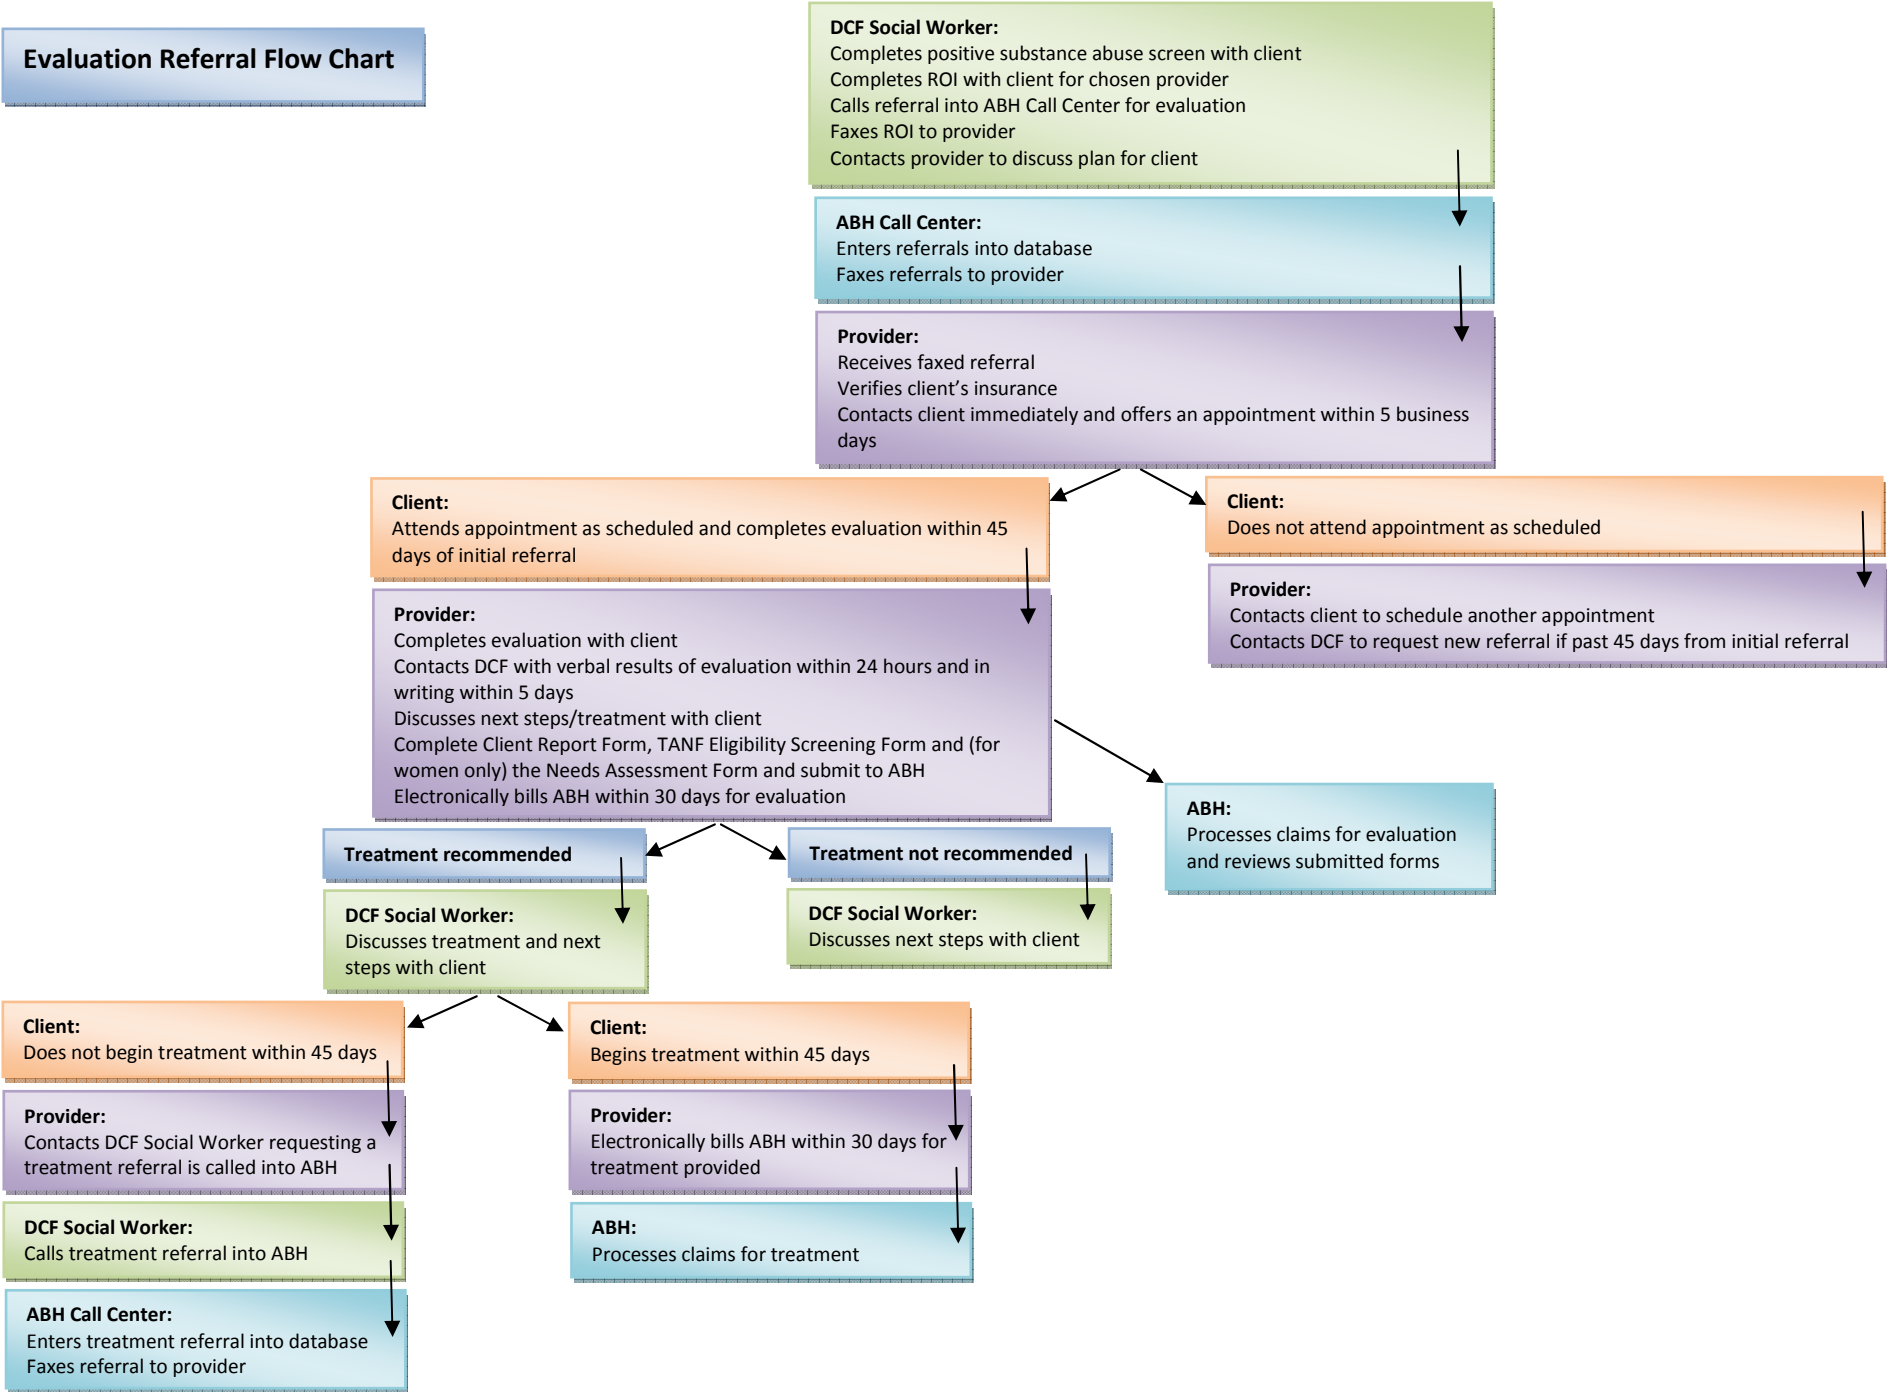 Evaluation Referral Flow Chart
DCF Social Worker:
Completes positive substance abuse screen with client
Completes ROI with client for chosen provider
Calls referral into ABH Call Center for evaluation
Faxes ROI to provider
Contacts provider to discuss plan for client
ABH Call Center:
Enters referrals into database
Faxes referrals to provider
Provider:
Receives faxed referral
Verifies client’s insurance
Contacts client immediately and offers an appointment within 5 business
days
Client:
Attends appointment as scheduled and completes evaluation within 45
days of initial referral
Client:
Does not attend appointment as scheduled
Provider:
Contacts client to schedule another appointment
Contacts DCF to request new referral if past 45 days from initial referral
Provider:
Completes evaluation with client
Contacts DCF with verbal results of evaluation within 24 hours and in
writing within 5 days
Discusses next steps/treatment with client
Complete Client Report Form, TANF Eligibility Screening Form and (for
women only) the Needs Assessment Form and submit to ABH
Electronically bills ABH within 30 days for evaluation
ABH:
Processes claims for evaluation
and reviews submitted forms
Treatment recommended
Treatment not recommended
DCF Social Worker:
Discusses treatment and next
steps with client
DCF Social Worker:
Discusses next steps with client
Client:
Does not begin treatment within 45 days
Provider:
Contacts DCF Social Worker requesting a
treatment referral is called into ABH
DCF Social Worker:
Calls treatment referral into ABH
ABH Call Center:
Enters treatment referral into database
Faxes referral to provider
Client:
Begins treatment within 45 days
Provider:
Electronically bills ABH within 30 days for
treatment provided
ABH:
Processes claims for treatment